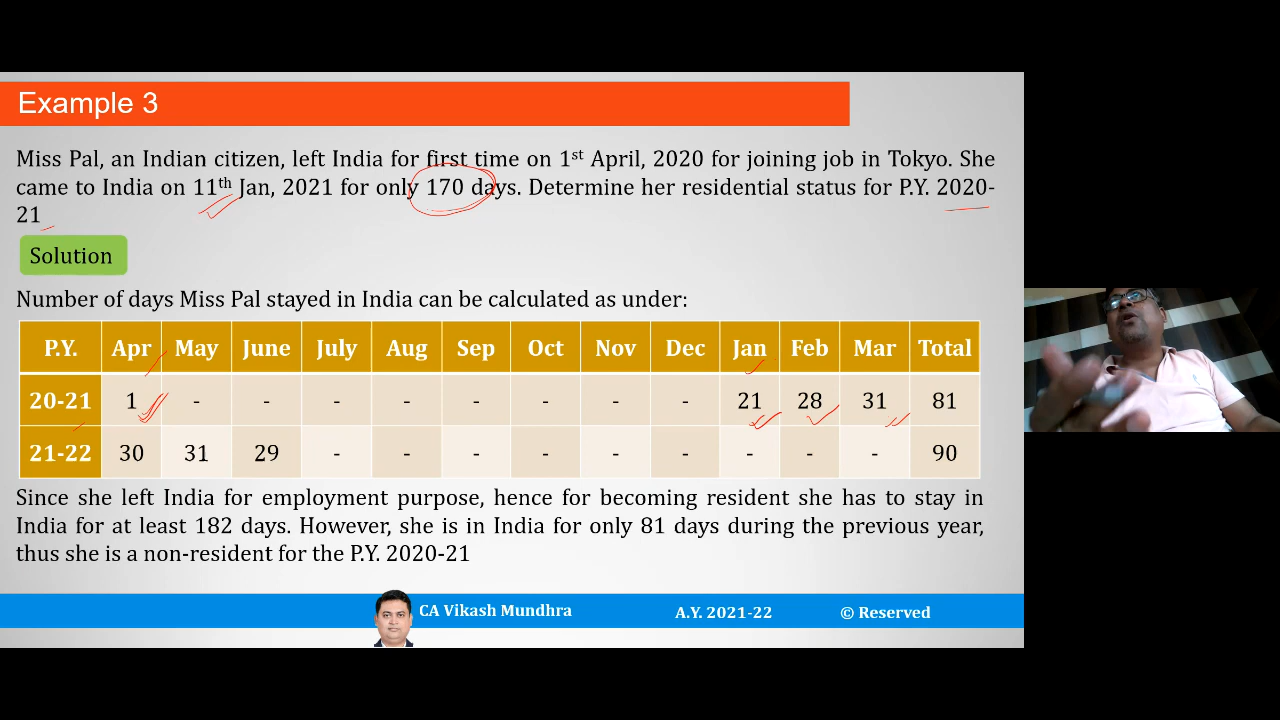 Example 3
Miss Pal, an Indian citizen, left India for first time on 1st April, 2020 for joining job in Tokyo. She
came to India on 11th Jan, 2021 for only 170 days. Determine her residential status for P.Y. 2020-
21
Solution
Number of days Miss Pal stayed in India can be calculated as under:
P.Y. Apr May June July Aug Sep Oct Nov Dec Jan Feb Mar Total
20-21 1 - - - - - - - - 21 28 31 81
21-22 30 31 29 - - - - - - - - - 90
Since she left India for employment purpose, hence for becoming resident she has to stay in
India for at least 182 days. However, she is in India for only 81 days during the previous year,
thus she is a non-resident for the P.Y. 2020-21
CA Vikash Mundhra A.Y. 2021-22 © Reserved